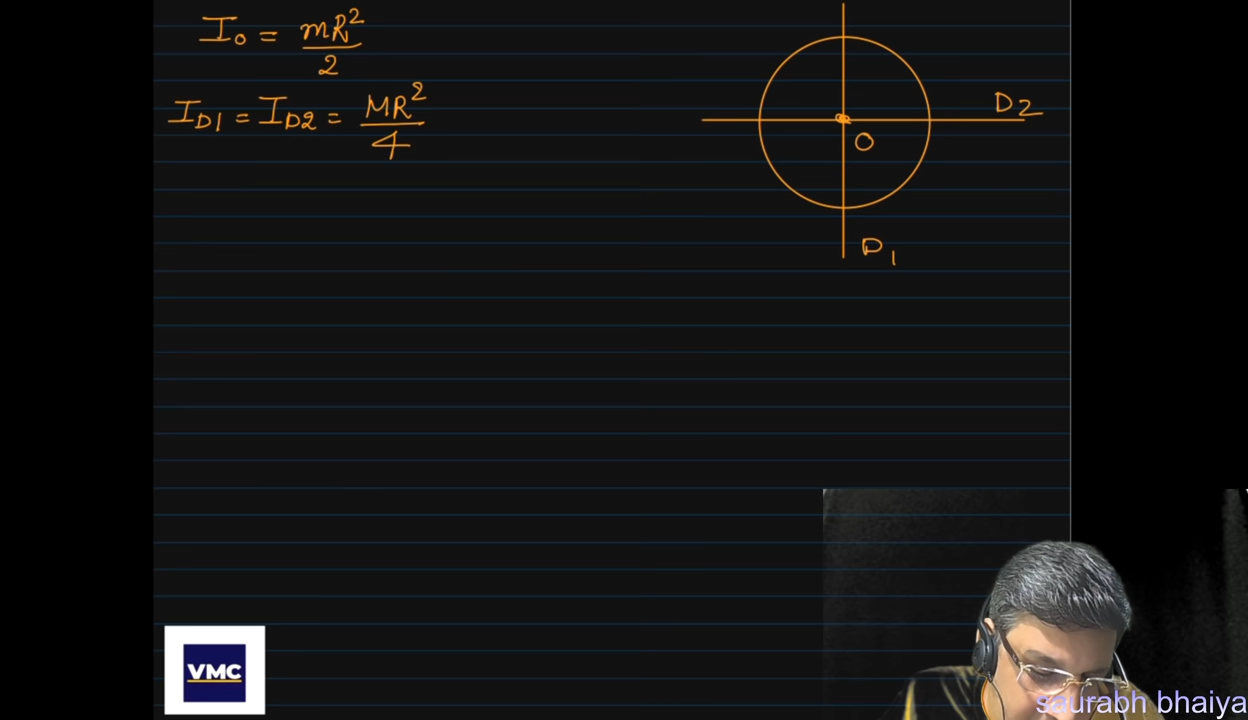 I₀ = mR²/2
I_D1 = I_D2 = MR²/4
D2
O
D₁
VMC
saurabh bhaiya